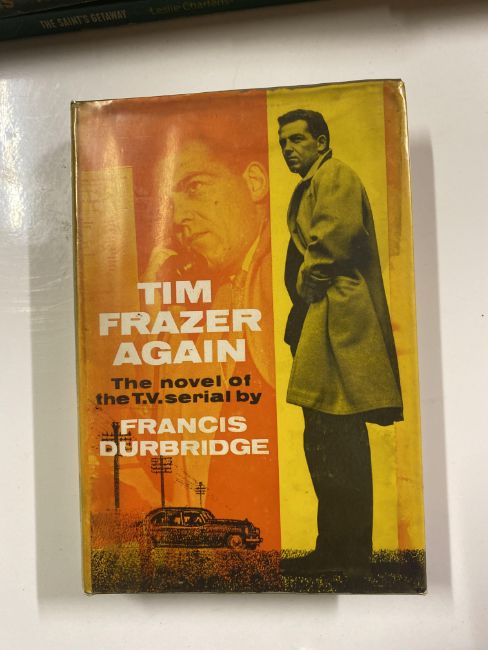 THE SAINT'S GETAWAY Leslie Charteris
TIM
FRAZER
AGAIN
The novel of
the T.V. serial by
FRANCIS
DURBRIDGE